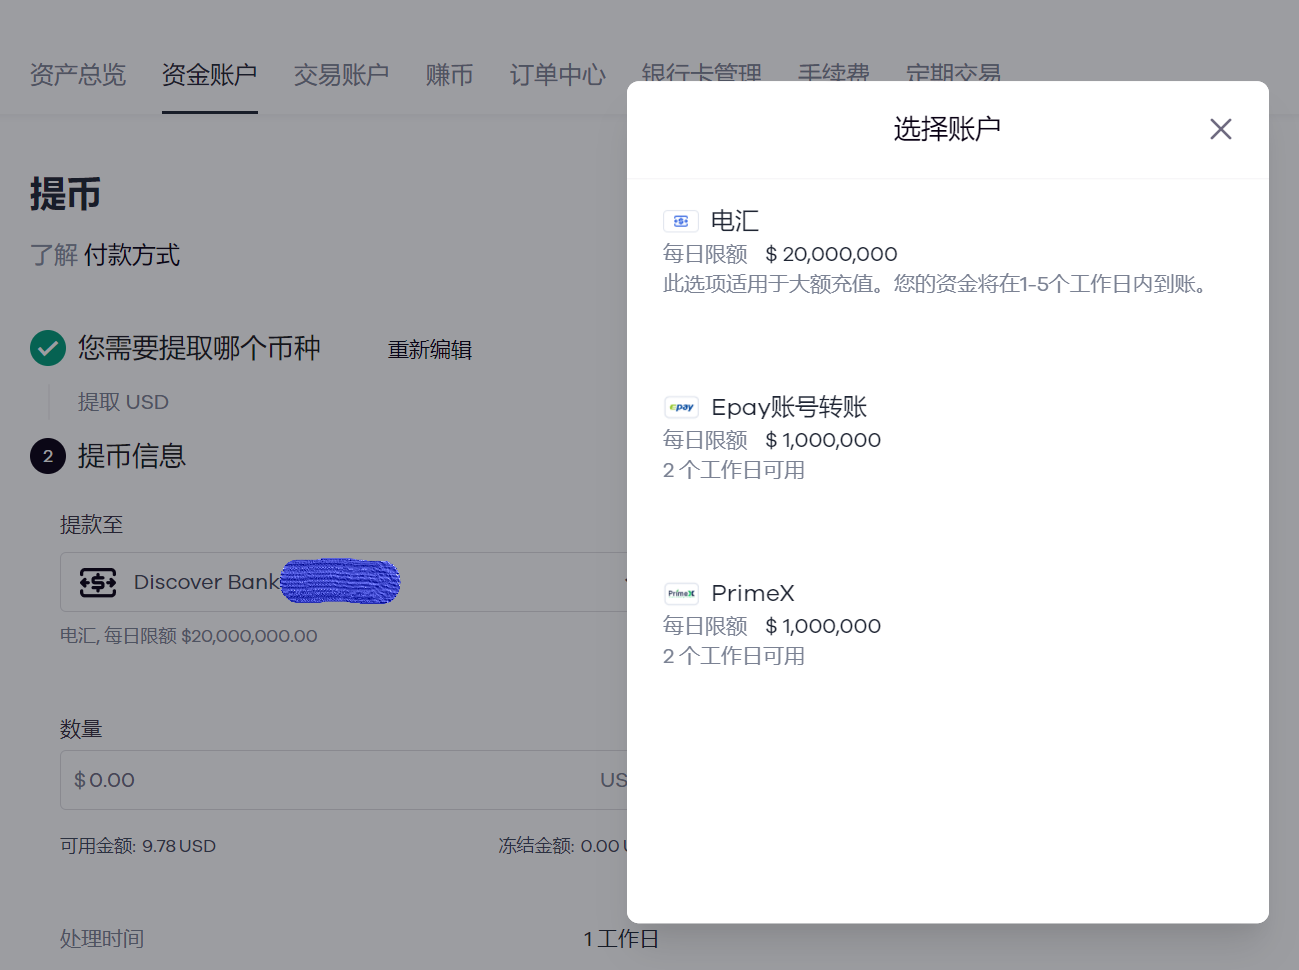 资产总览 资金账户 交易账户 赚币 订单中心 银行卡管理 手续费 定期交易
提币
了解 付款方式
您需要提取哪个币种 重新编辑
提取 USD
2 提币信息
提款至
Discover Bank
电汇, 每日限额 $20,000,000.00
数量
$ 0.00 US
可用金额: 9.78 USD 冻结金额: 0.00
处理时间 1 工作日
选择账户
电汇
每日限额 $ 20,000,000
此选项适用于大额充值。您的资金将在1-5个工作日内到账。
epay Epay账号转账
每日限额 $ 1,000,000
2 个工作日可用
PrimeX PrimeX
每日限额 $ 1,000,000
2 个工作日可用